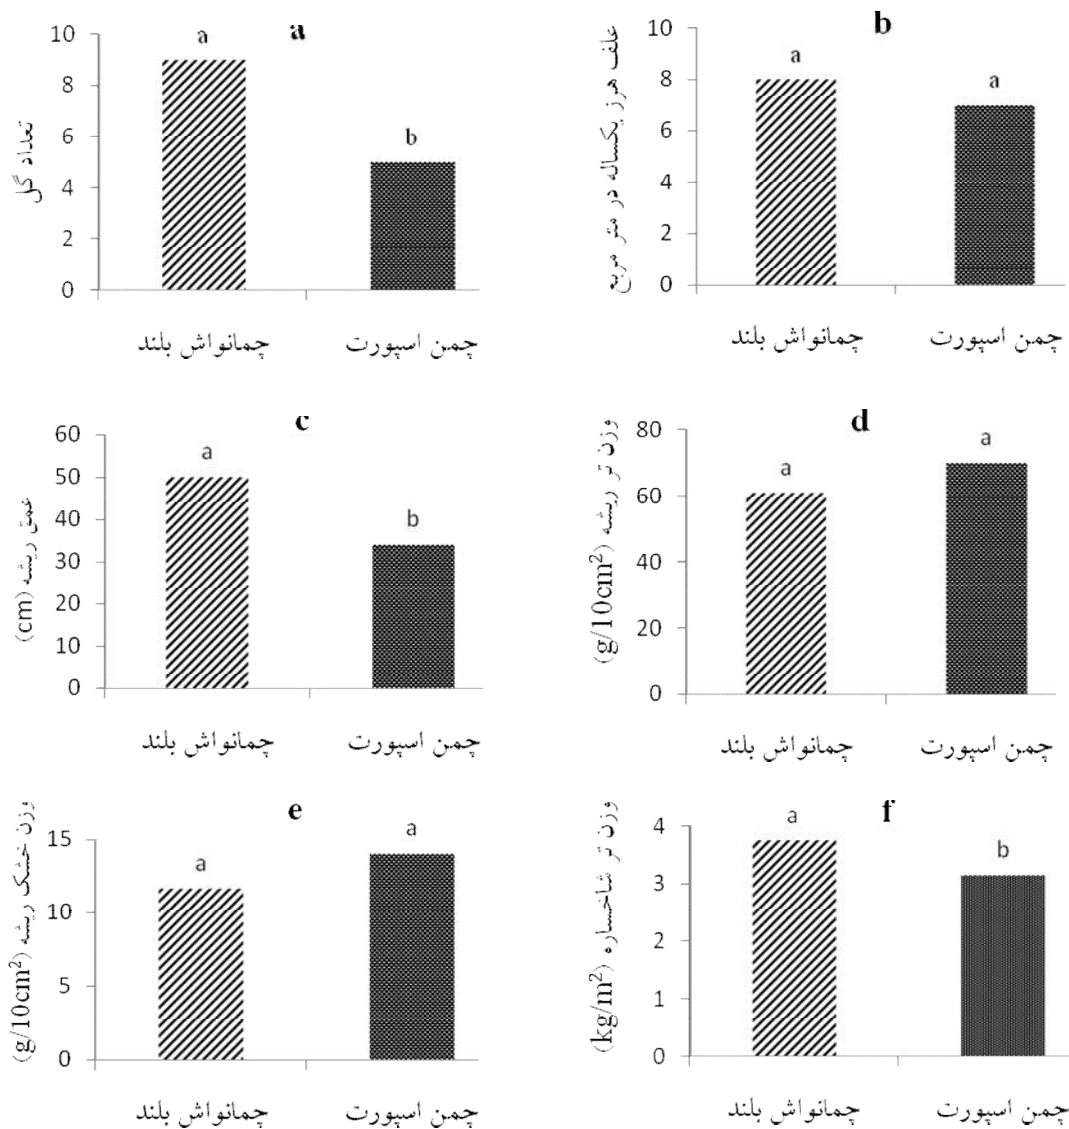 a
تعداد گل
10
8
6
4
2
0
a
b
چمانواش بلند
چمن اسپورت
b
علف هرز یکساله در متر مربع
10
8
6
4
2
0
a
a
چمانواش بلند
چمن اسپورت
c
عمق ریشه (cm)
60
50
40
30
20
10
0
a
b
چمانواش بلند
چمن اسپورت
d
وزن تر ریشه (g/10cm²)
80
60
40
20
0
a
a
چمانواش بلند
چمن اسپورت
e
وزن خشک ریشه (g/10cm²)
15
10
5
0
a
a
چمانواش بلند
چمن اسپورت
f
وزن تر شاخساره (kg/m²)
4
3
2
1
0
a
b
چمانواش بلند
چمن اسپورت